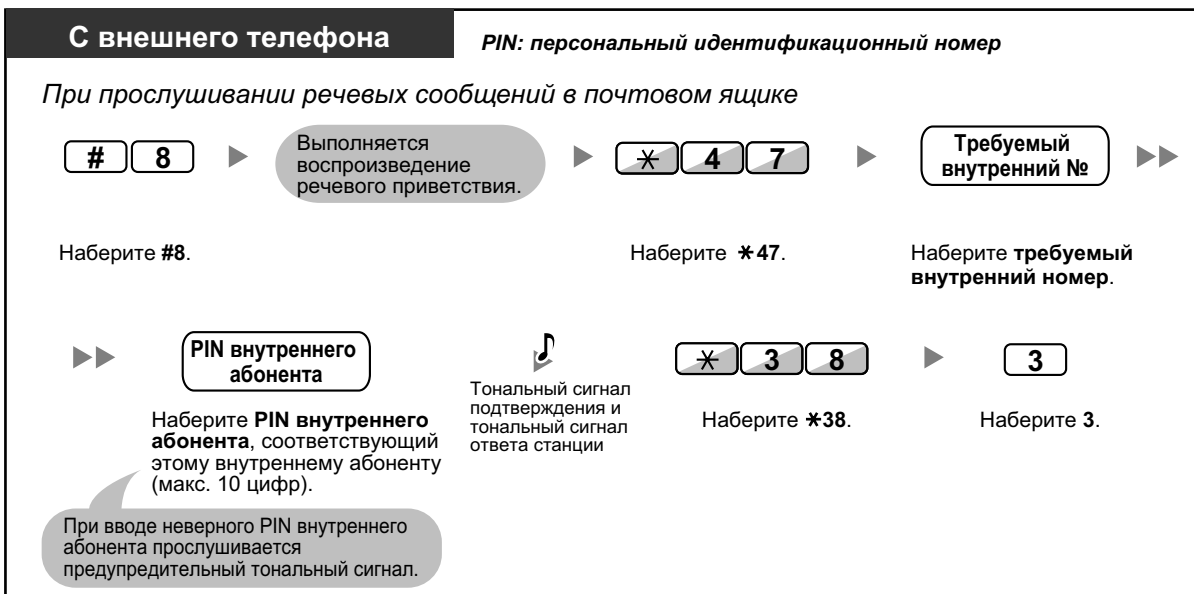 С внешнего телефона
PIN: персональный идентификационный номер
При прослушивании речевых сообщений в почтовом ящике
# 8
Выполняется
воспроизведение
речевого приветствия.
* 4 7
Требуемый
внутренний №
Наберите #8.
Наберите *47.
Наберите требуемый
внутренний номер.
PIN внутреннего
абонента
Наберите PIN внутреннего
абонента, соответствующий
этому внутреннему абоненту
(макс. 10 цифр).
При вводе неверного PIN внутреннего
абонента прослушивается
предупредительный тональный сигнал.
Тональный сигнал
подтверждения и
тональный сигнал
ответа станции
* 3 8
Наберите *38.
3
Наберите 3.